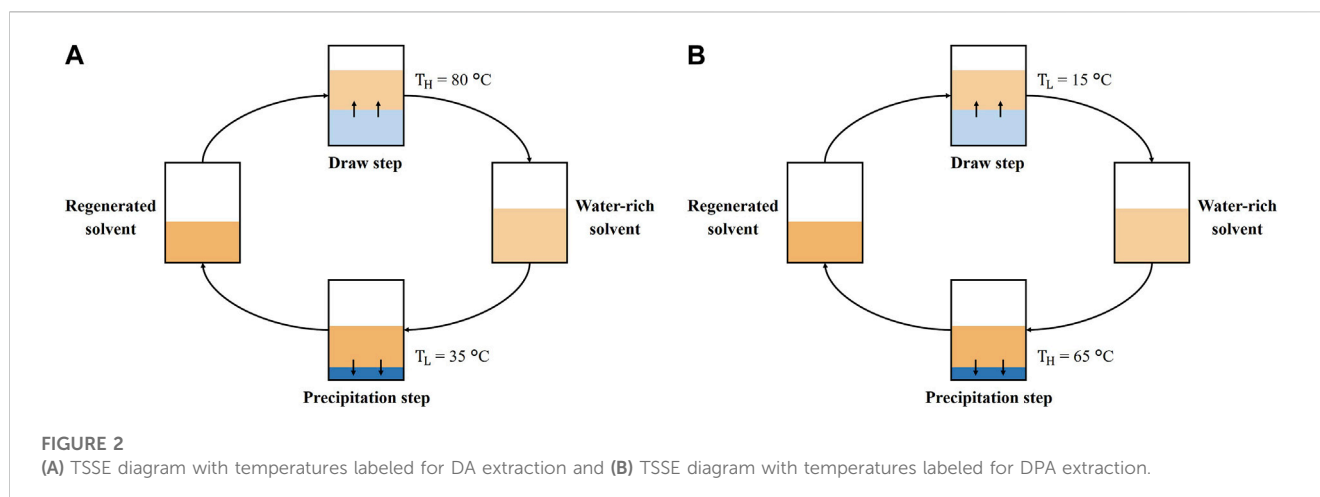 A
T_H = 80 °C
Draw step
Regenerated
solvent
Water-rich
solvent
T_L = 35 °C
Precipitation step
B
T_L = 15 °C
Draw step
Regenerated
solvent
Water-rich
solvent
T_H = 65 °C
Precipitation step
FIGURE 2
(A) TSSE diagram with temperatures labeled for DA extraction and (B) TSSE diagram with temperatures labeled for DPA extraction.